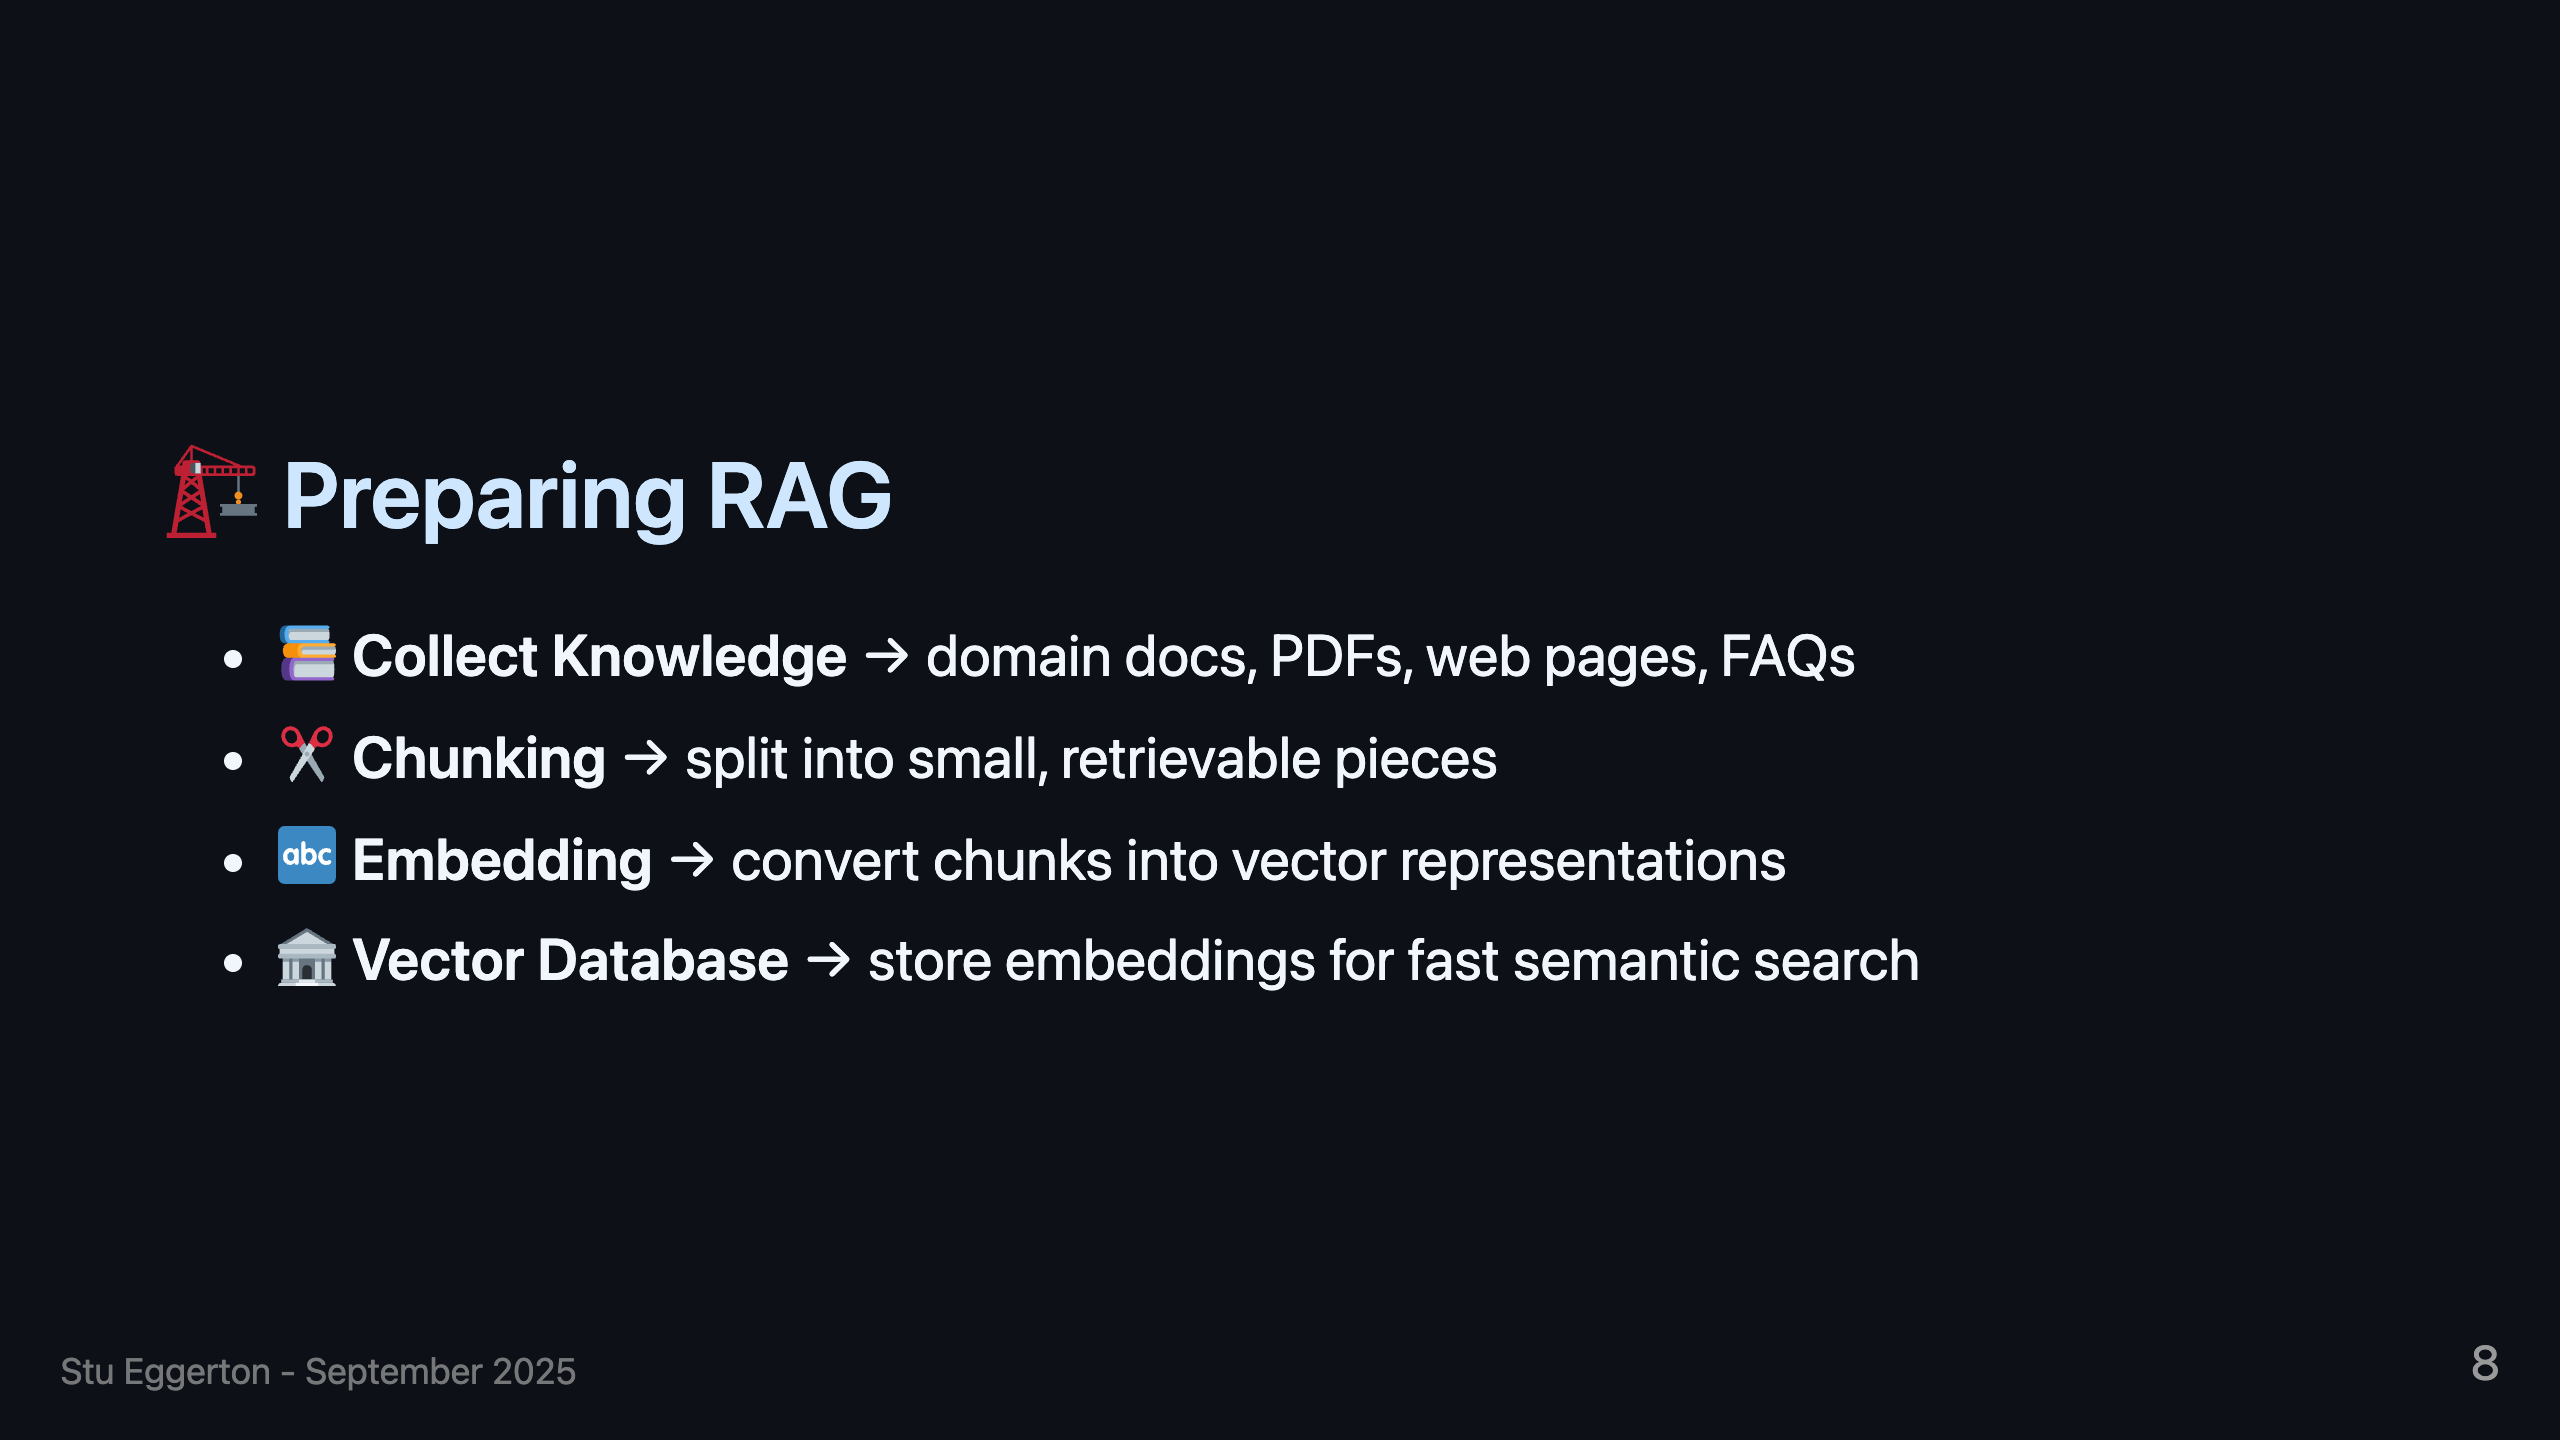 🏗️ Preparing RAG
• 📚 Collect Knowledge → domain docs, PDFs, web pages, FAQs
• ✂️ Chunking → split into small, retrievable pieces
• 🔤 Embedding → convert chunks into vector representations
• 🏛️ Vector Database → store embeddings for fast semantic search
Stu Eggerton - September 2025
8